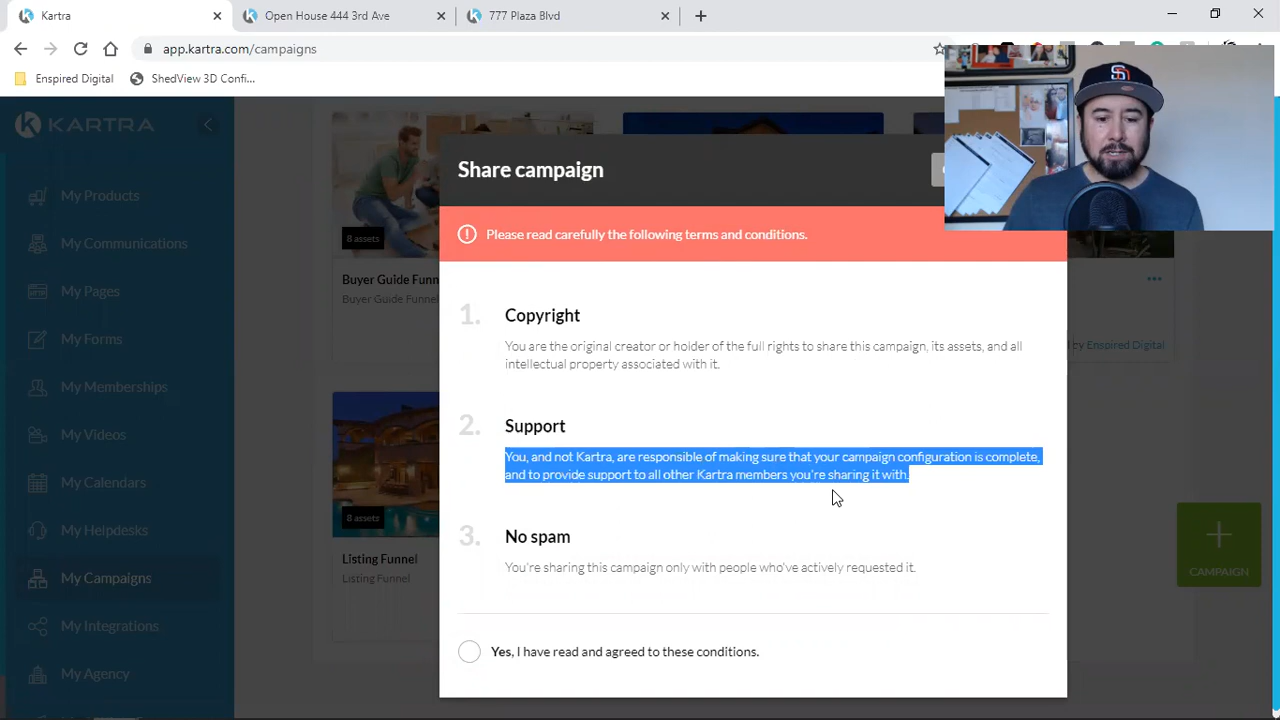 Kartra
Open House 444 3rd Ave
777 Plaza Blvd
app.kartra.com/campaigns
Enspired Digital
ShedView 3D Confi...
KARTRA
My Products
My Communications
My Pages
My Forms
My Memberships
My Videos
My Calendars
My Helpdesks
My Campaigns
My Integrations
My Agency
8 assets
Buyer Guide Funn
Buyer Guide Funnel
8 assets
Listing Funnel
Listing Funnel
by Enspired Digital
CAMPAIGN
Share campaign
Please read carefully the following terms and conditions.
1. Copyright
You are the original creator or holder of the full rights to share this campaign, its assets, and all
intellectual property associated with it.
2. Support
You, and not Kartra, are responsible of making sure that your campaign configuration is complete,
and to provide support to all other Kartra members you're sharing it with.
3. No spam
You're sharing this campaign only with people who've actively requested it.
Yes, I have read and agreed to these conditions.